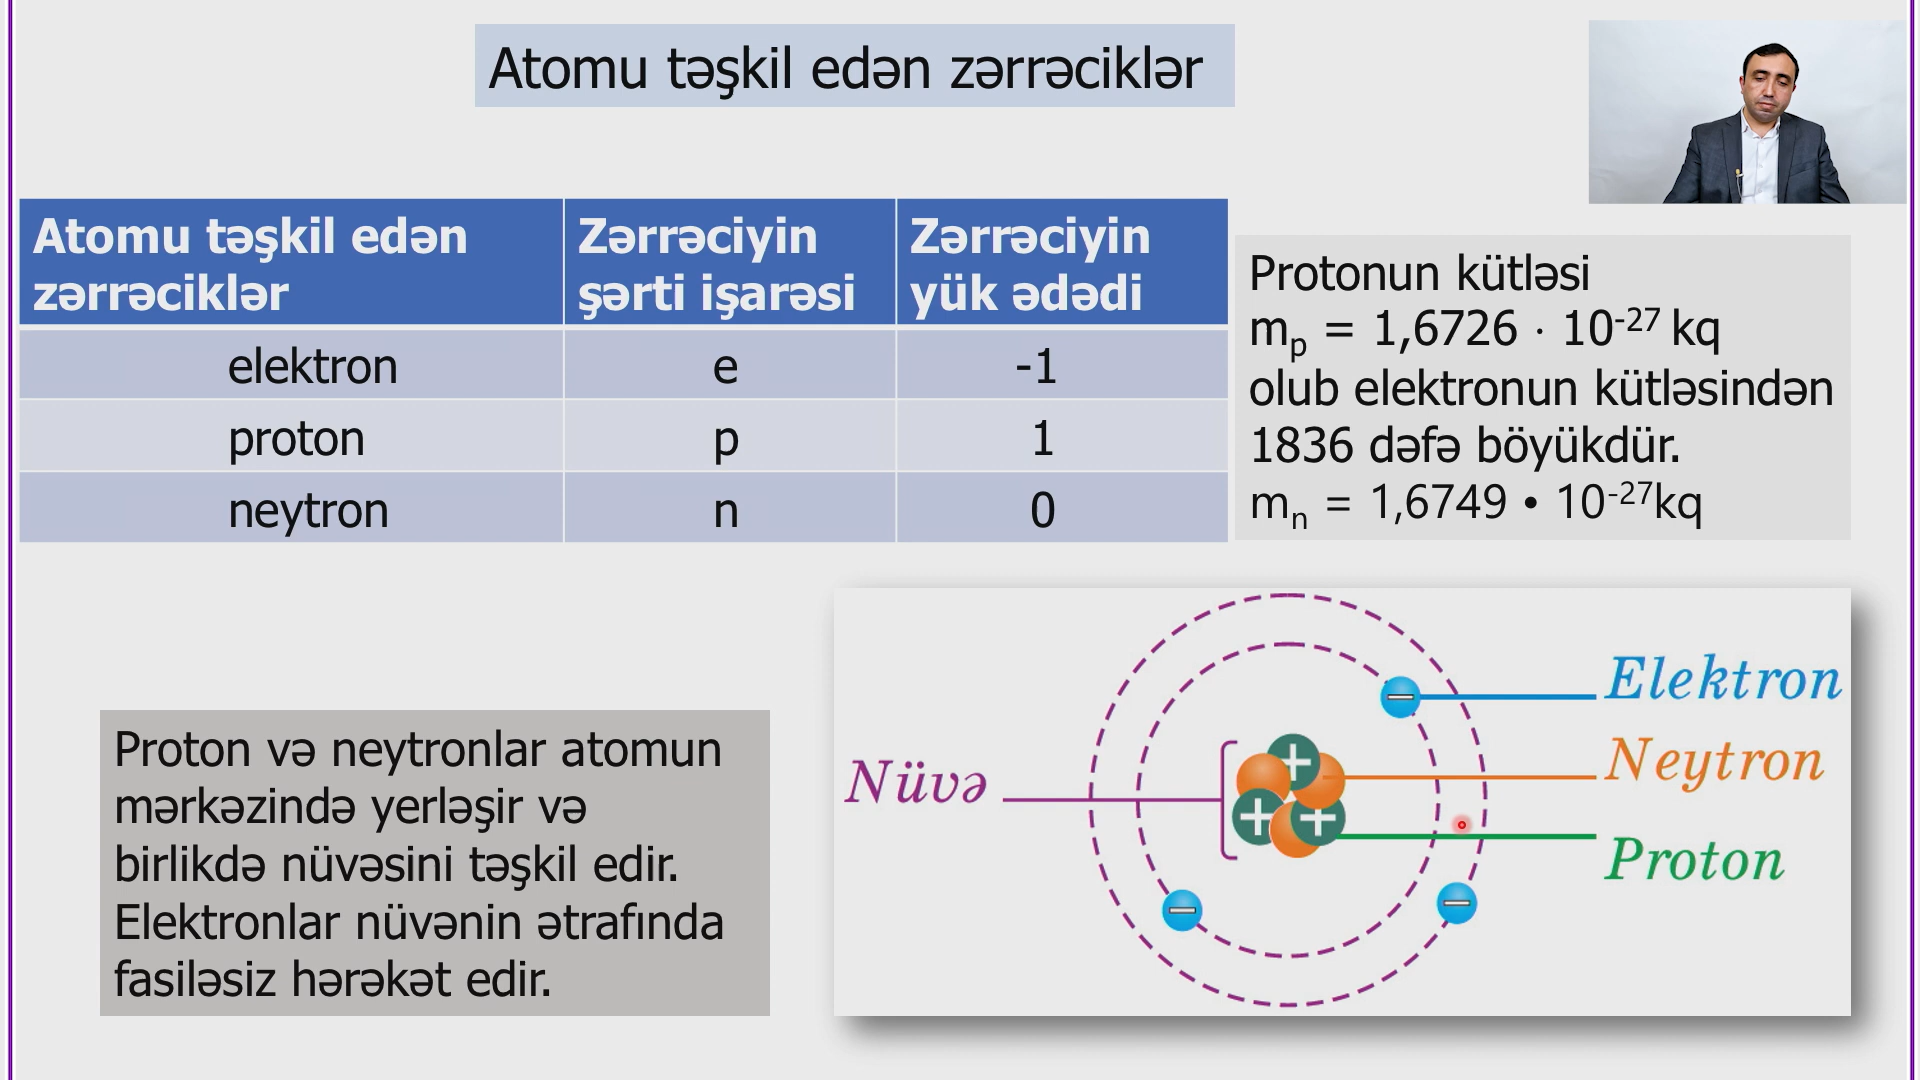 Atomu təşkil edən zərrəciklər
Atomu təşkil edən
zərrəciklər
Zərrəciyin
şərti işarəsi
Zərrəciyin
yük ədədi
elektron e -1
proton p 1
neytron n 0
Protonun kütləsi
mₚ = 1,6726 · 10⁻²⁷ kq
olub elektronun kütləsindən
1836 dəfə böyükdür.
mₙ = 1,6749 • 10⁻²⁷kq
Proton və neytronlar atomun
mərkəzində yerləşir və
birlikdə nüvəsini təşkil edir.
Elektronlar nüvənin ətrafında
fasiləsiz hərəkət edir.
Nüvə
Elektron
Neytron
Proton